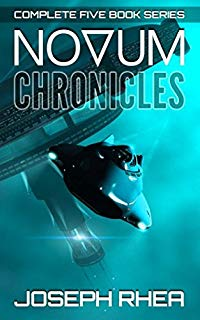 COMPLETE FIVE BOOK SERIES
NOVUM
CHRONICLES
JOSEPH RHEA